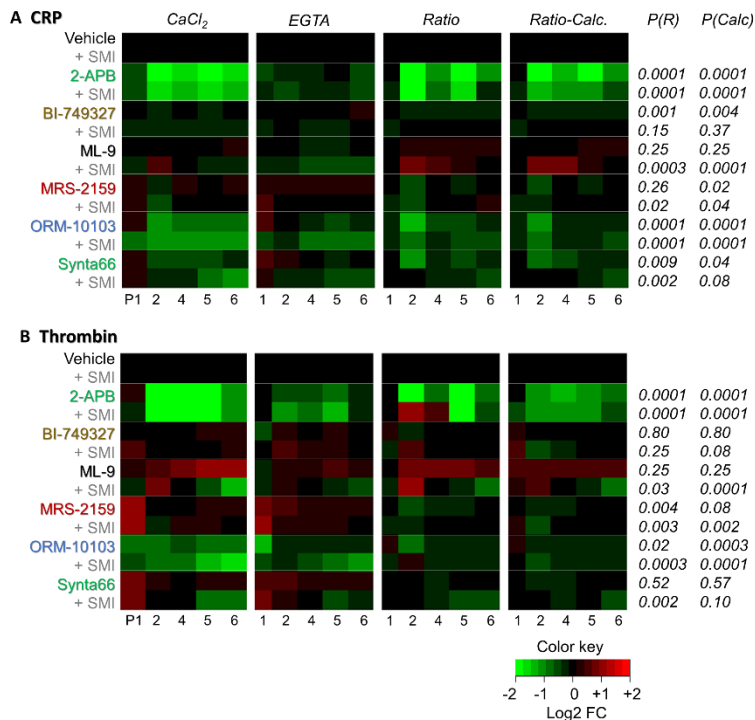 A CRP CaCl₂ EGTA Ratio Ratio-Calc. P(R) P(Calc)
Vehicle
+ SMI
2-APB 0.0001 0.0001
+ SMI 0.0001 0.0001
BI-749327 0.001 0.004
+ SMI 0.15 0.37
ML-9 0.25 0.25
+ SMI 0.0003 0.0001
MRS-2159 0.26 0.02
+ SMI 0.02 0.04
ORM-10103 0.0001 0.0001
+ SMI 0.0001 0.0001
Synta66 0.009 0.04
+ SMI 0.002 0.08
P1 2 4 5 6 1 2 4 5 6 1 2 4 5 6 1 2 4 5 6
B Thrombin
Vehicle
+ SMI
2-APB 0.0001 0.0001
+ SMI 0.0001 0.0001
BI-749327 0.80 0.80
+ SMI 0.25 0.08
ML-9 0.25 0.25
+ SMI 0.03 0.0001
MRS-2159 0.004 0.08
+ SMI 0.003 0.002
ORM-10103 0.02 0.0003
+ SMI 0.0003 0.0001
Synta66 0.52 0.57
+ SMI 0.002 0.10
P1 2 4 5 6 1 2 4 5 6 1 2 4 5 6 1 2 4 5 6
Color key
-2 -1 0 +1 +2
Log2 FC